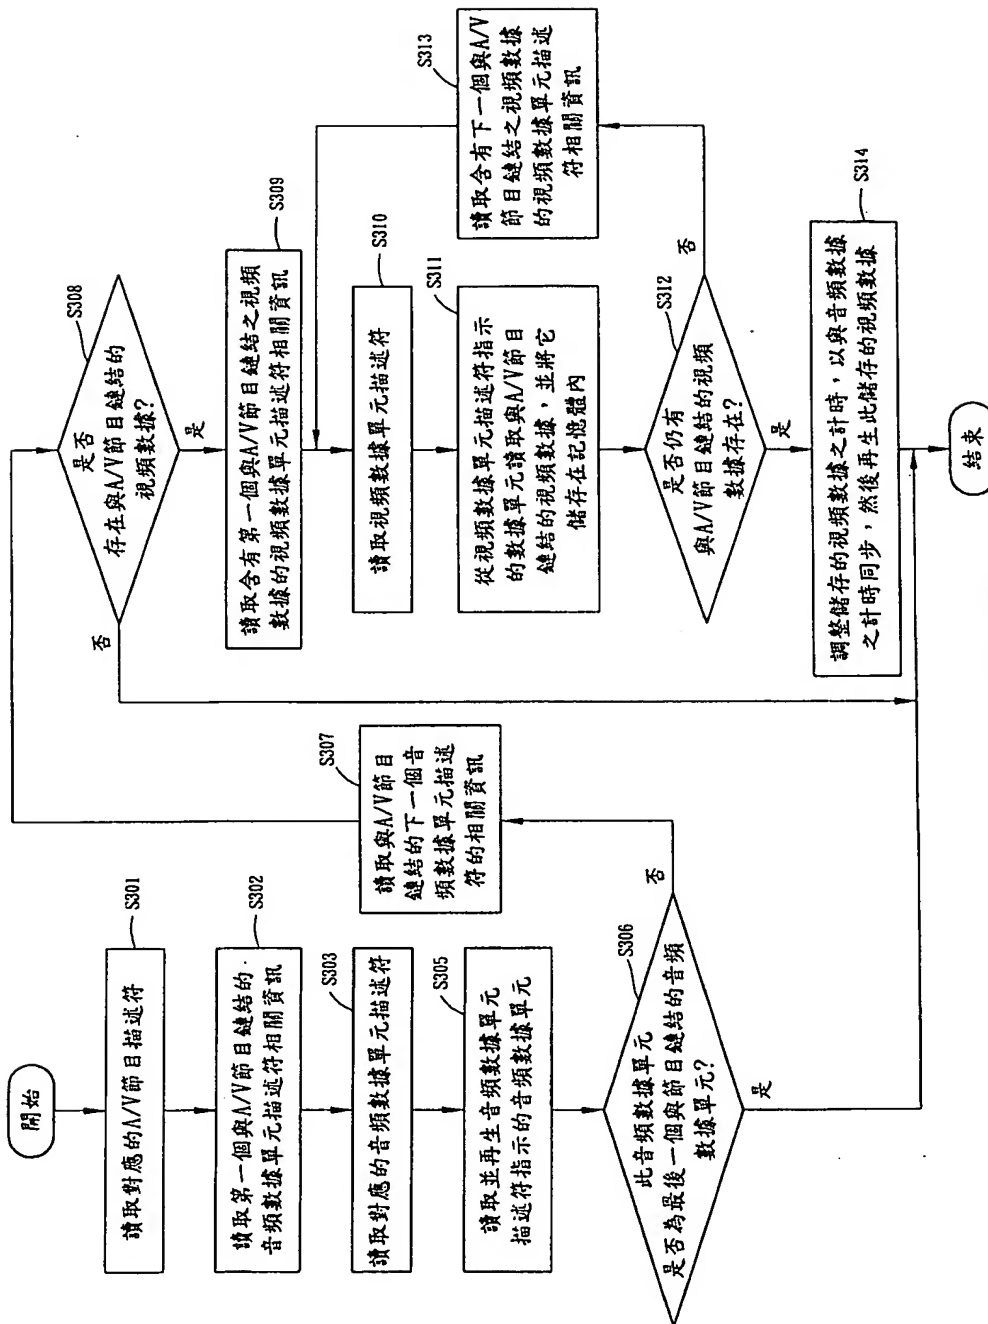 開始
S301
讀取對應的A/V節目描述符
S302
讀取第一個與A/V節目鏈結的
音頻數據單元描述符相關資訊
S303
讀取對應的音頻數據單元描述符
S305
讀取並再生音頻數據單元
描述符指示的音頻數據單元
S306
此音頻數據單元
是否為最後一個與節目鏈結的音頻
數據單元?
是
否
S307
讀取與A/V節目
鏈結的下一個音
頻數據單元描述
符的相關資訊
S308
是否
存在與A/V節目鏈結的
視頻數據?
否
是
S309
讀取含有第一個與A/V節目鏈結之視頻
數據的視頻數據單元描述符相關資訊
S310
讀取視頻數據單元描述符
S311
從視頻數據單元描述符指示
的數據單元讀取與A/V節目
鏈結的視頻數據，並將它
儲存在記憶體內
S312
是否仍有
與A/V節目鏈結的視頻
數據存在?
否
是
S313
讀取含有下一個與A/V
節目鏈結之視頻數據
的視頻數據單元描述
符相關資訊
S314
調整儲存的視頻數據之計時，以與音頻數據
之計時同步，然後再生此儲存的視頻數據
結束